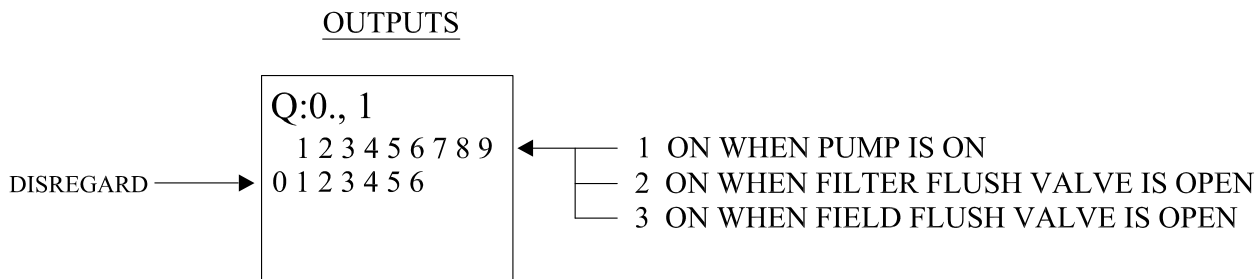 OUTPUTS
Q:0., 1
1 2 3 4 5 6 7 8 9
1 ON WHEN PUMP IS ON
DISREGARD
0 1 2 3 4 5 6
2 ON WHEN FILTER FLUSH VALVE IS OPEN
3 ON WHEN FIELD FLUSH VALVE IS OPEN